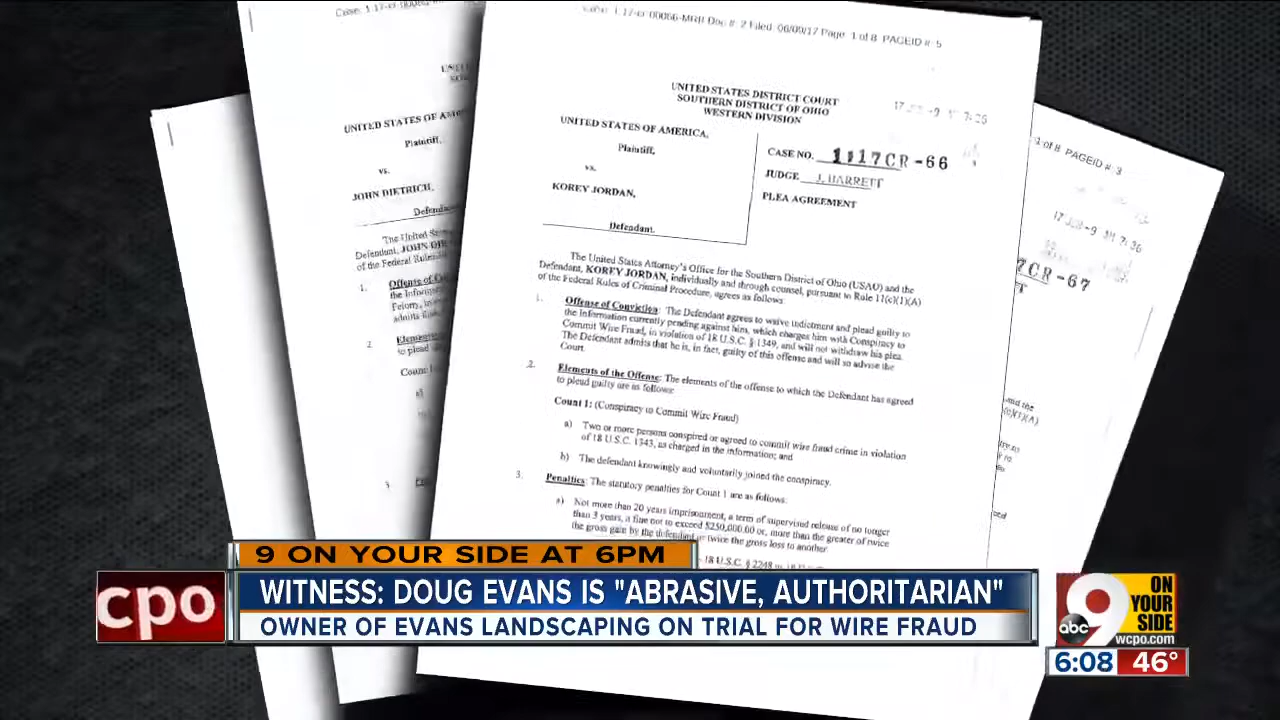 Case: 1:17-cr-00066-MRB Doc #: 2 Filed: 06/09/17 Page: 1 of 8 PAGEID #: 5
UNITED STATES DISTRICT COURT
SOUTHERN DISTRICT OF OHIO
WESTERN DIVISION
UNITED STATES OF AMERICA,
Plaintiff,
vs.
KOREY JORDAN,
Defendant.
CASE NO. 1:17CR-66
JUDGE J. BARRETT
PLEA AGREEMENT
The United States Attorney's Office for the Southern District of Ohio (USAO) and the
Defendant, KOREY JORDAN, individually and through counsel, pursuant to Rule 11(c)(1)(A)
of the Federal Rules of Criminal Procedure, agrees as follows:
1. Offense of Conviction: The Defendant agrees to waive indictment and plead guilty to
the Information currently pending against him, which charges him with Conspiracy to
Commit Wire Fraud, in violation of 18 U.S.C. § 1349, and will not withdraw his plea.
The Defendant admits that he is, in fact, guilty of this offense and will so advise the
Court.
2. Elements of the Offense: The elements of the offense to which the Defendant has agreed
to plead guilty are as follows:
Count 1: (Conspiracy to Commit Wire Fraud)
a) Two or more persons conspired or agreed to commit wire fraud crime in violation
of 18 U.S.C. 1343, as charged in the information; and
b) The defendant knowingly and voluntarily joined the conspiracy.
3. Penalties: The statutory penalties for Count 1 are as follows:
a) Not more than 20 years imprisonment, a term of supervised release of no longer
than 3 years, a fine not to exceed $250,000.00 or, more than the greater of twice
the gross gain by the defendant or twice the gross loss to another.
UNITED STATES OF
Plaintiff,
vs.
JOHN DIETRICH,
The United
Defendant, JOHN
of the Federal Rules
1 of 8 PAGEID #: 3
7CR-67
9 ON YOUR SIDE AT 6PM
cpo
WITNESS: DOUG EVANS IS "ABRASIVE, AUTHORITARIAN"
OWNER OF EVANS LANDSCAPING ON TRIAL FOR WIRE FRAUD
abc 9 ON YOUR SIDE
wcpo.com
6:08 46°